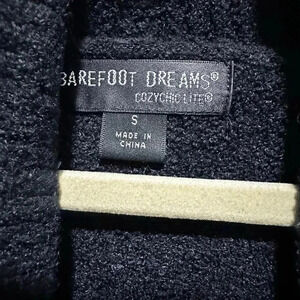 BAREFOOT DREAMS®
COZYCHIC LITE®
S
MADE IN
CHINA